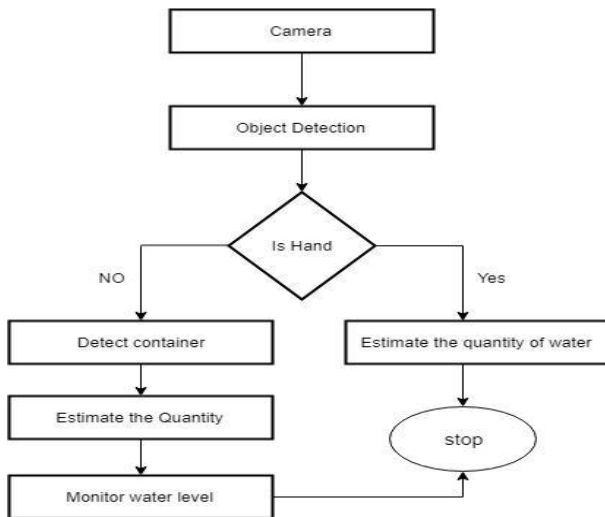 Camera
Object Detection
Is Hand
NO
Yes
Detect container
Estimate the quantity of water
Estimate the Quantity
stop
Monitor water level